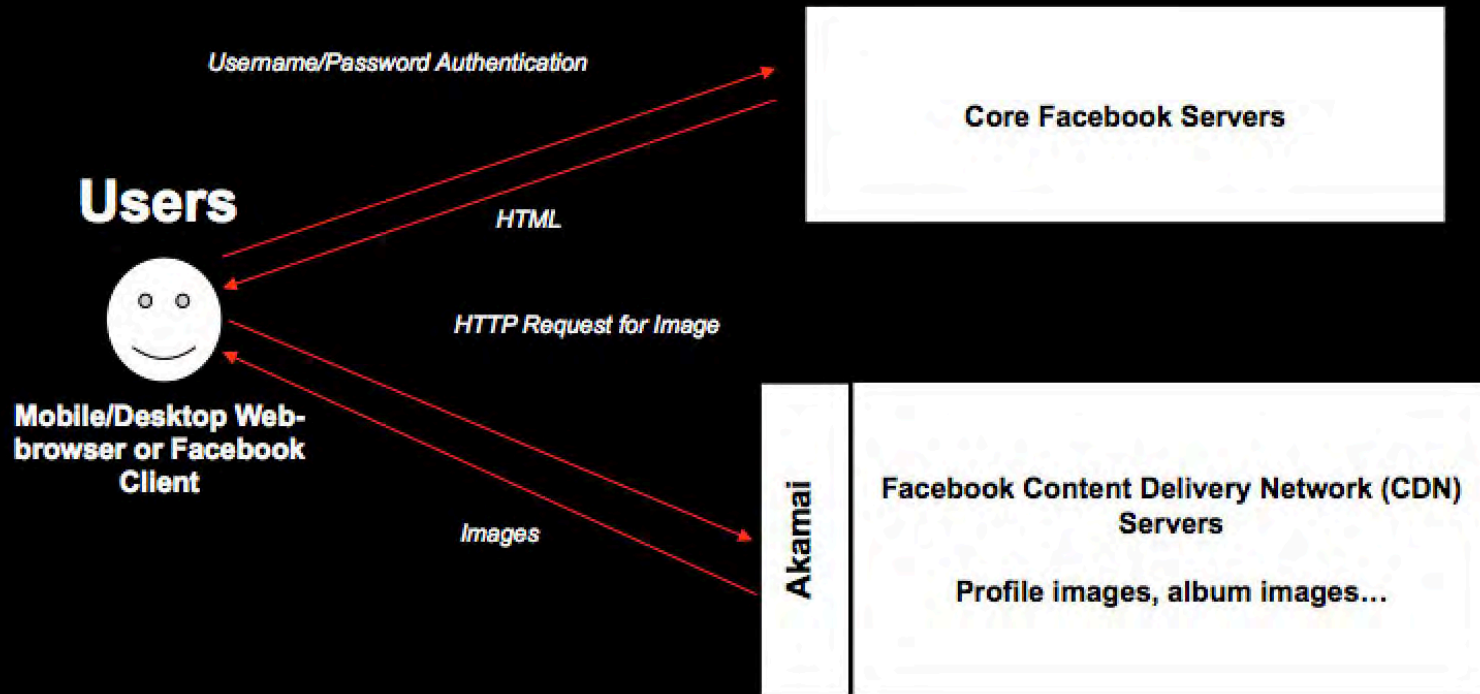 Username/Password Authentication
Core Facebook Servers
Users
HTML
HTTP Request for Image
Mobile/Desktop Web-
browser or Facebook
Client
Images
Akamai
Facebook Content Delivery Network (CDN)
Servers
Profile images, album images…